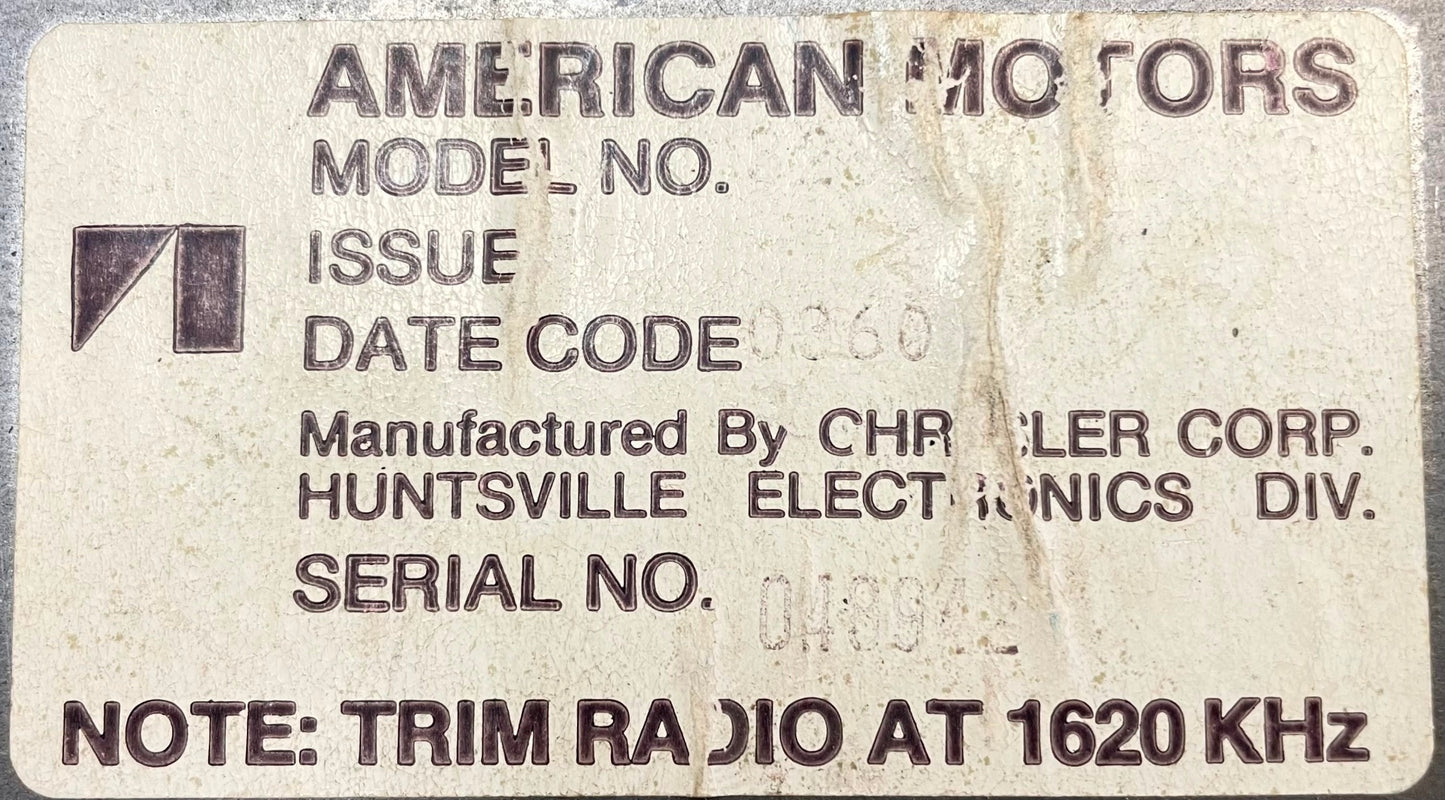 AMERICAN MOTORS
MODEL NO.
ISSUE
DATE CODE 0360
Manufactured By CHRYSLER CORP.
HUNTSVILLE ELECTRONICS DIV.
SERIAL NO.
NOTE: TRIM RADIO AT 1620 KHz